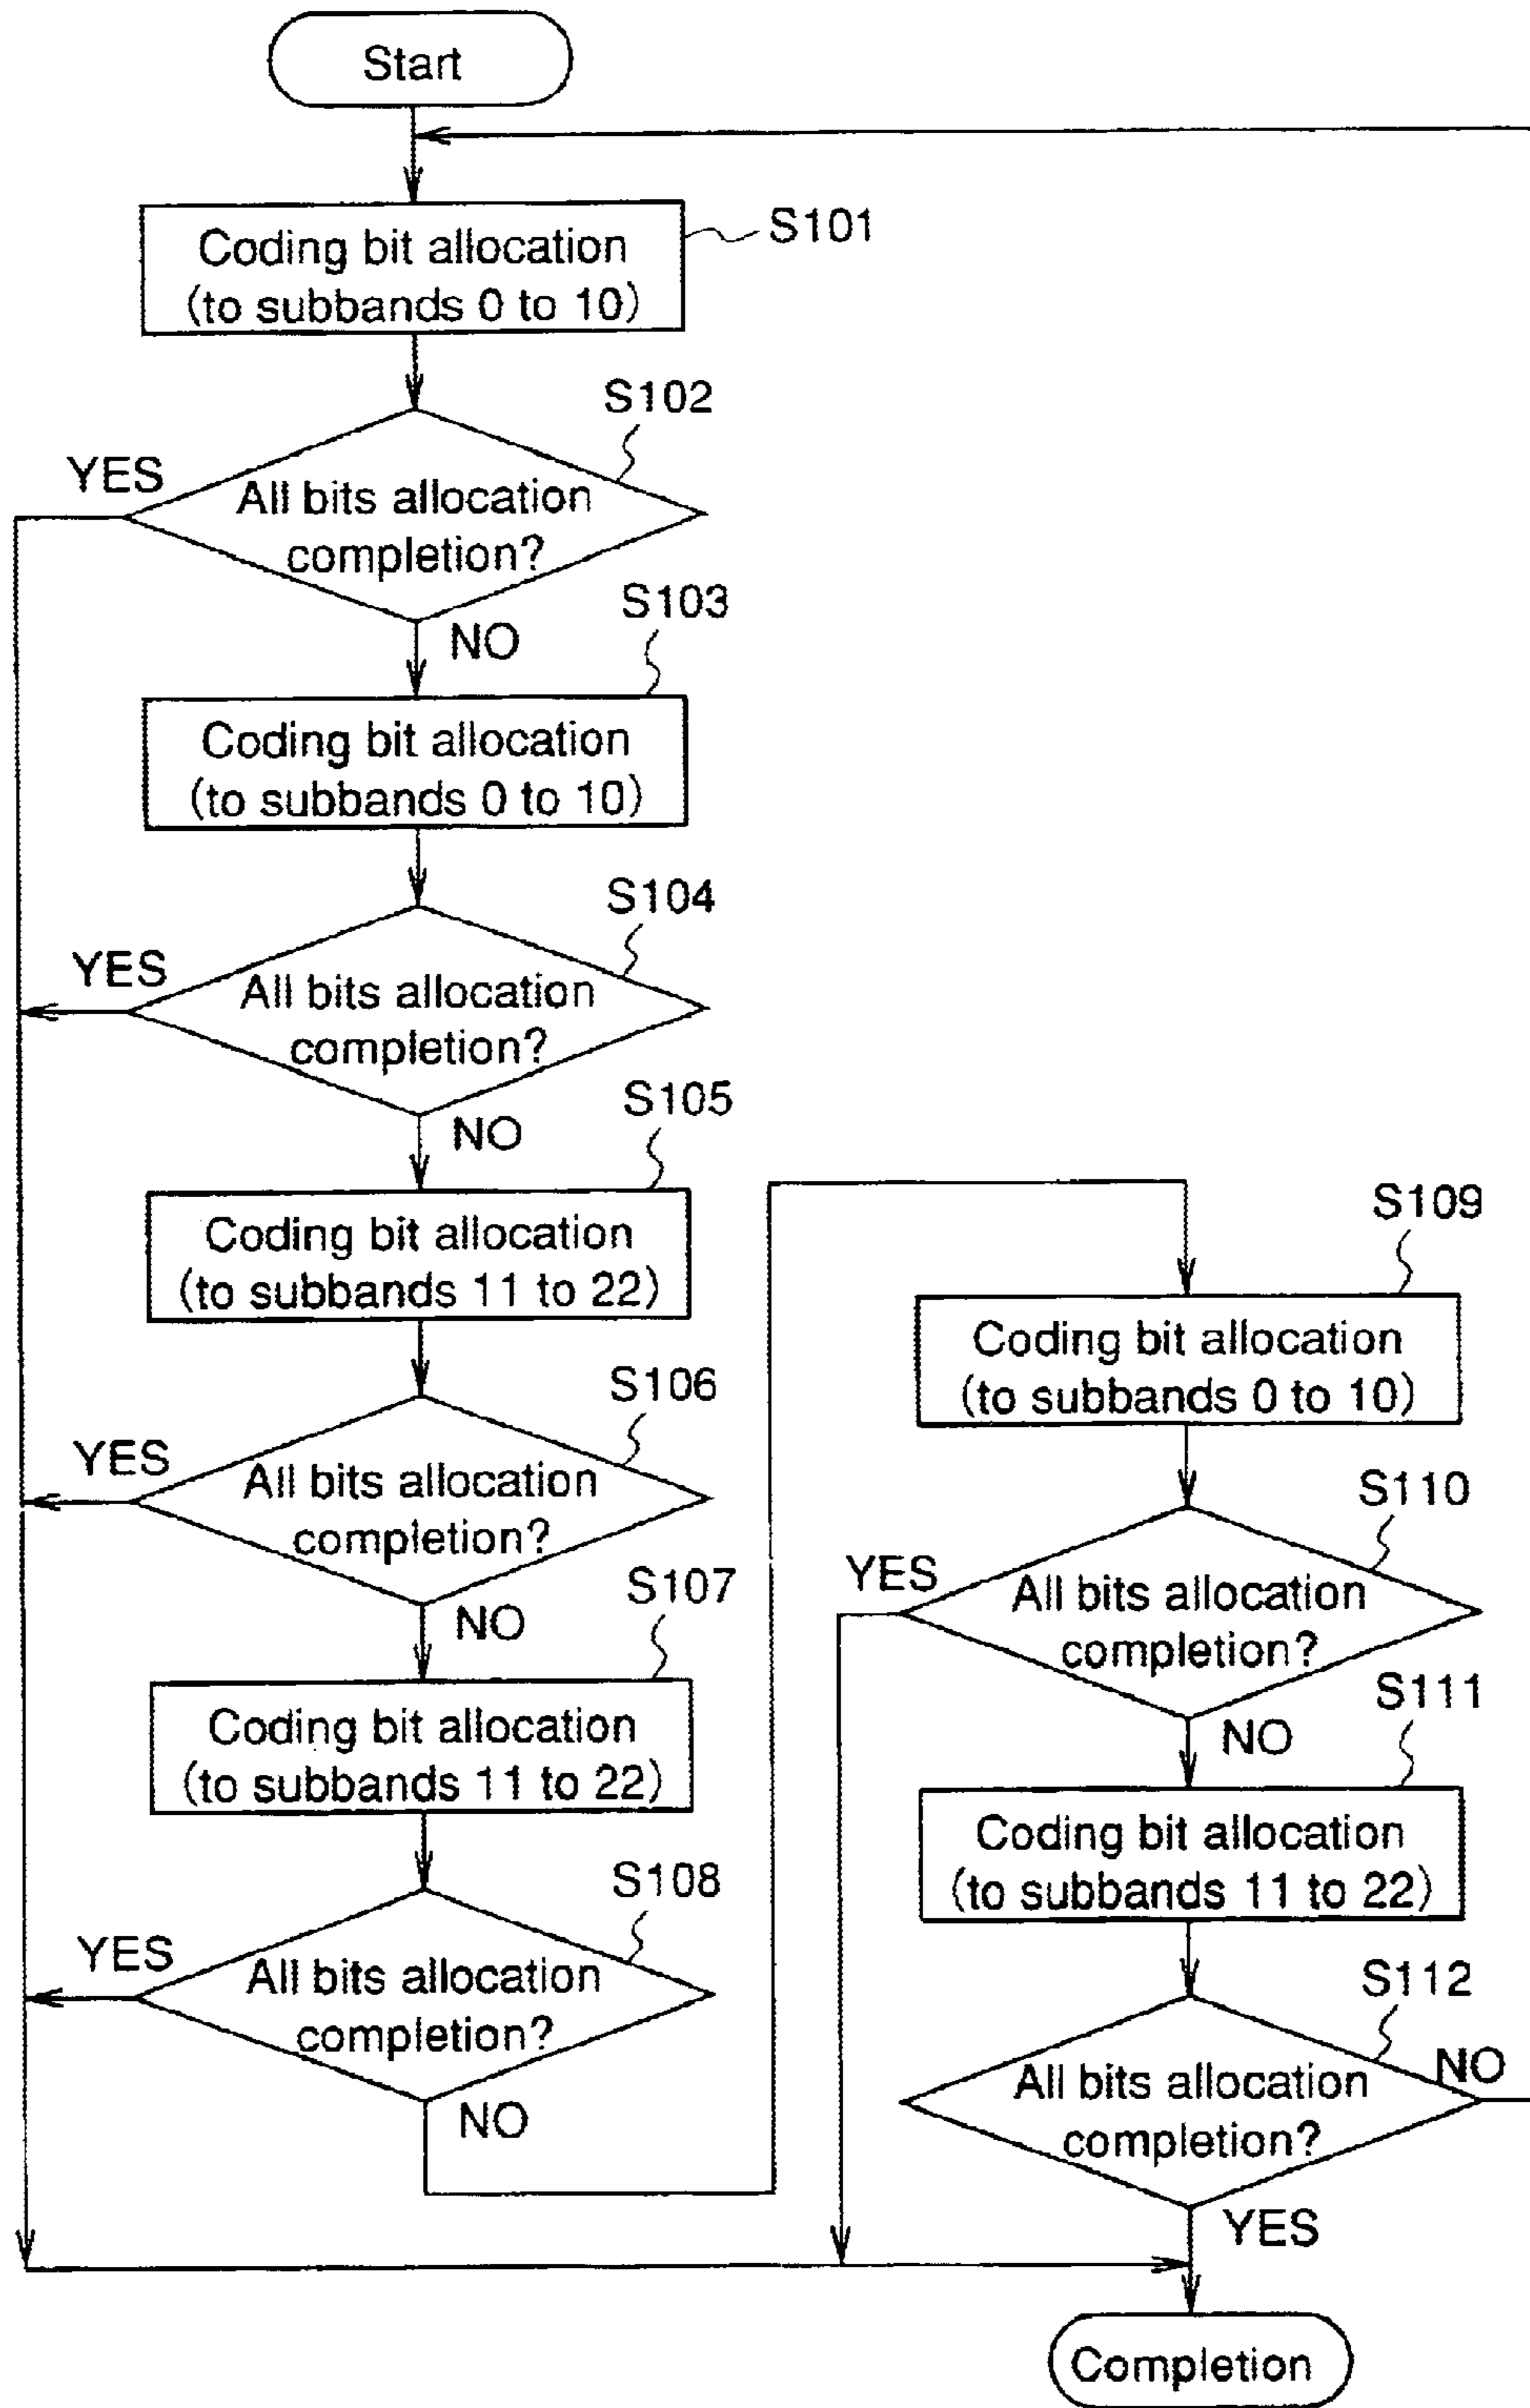 Start
Coding bit allocation
(to subbands 0 to 10)
S101
S102
YES
All bits allocation
completion?
NO
S103
Coding bit allocation
(to subbands 0 to 10)
S104
YES
All bits allocation
completion?
NO
S105
Coding bit allocation
(to subbands 11 to 22)
S106
YES
All bits allocation
completion?
NO
S107
Coding bit allocation
(to subbands 11 to 22)
S108
YES
All bits allocation
completion?
NO
S109
Coding bit allocation
(to subbands 0 to 10)
S110
YES
All bits allocation
completion?
NO
S111
Coding bit allocation
(to subbands 11 to 22)
S112
NO
All bits allocation
completion?
YES
Completion